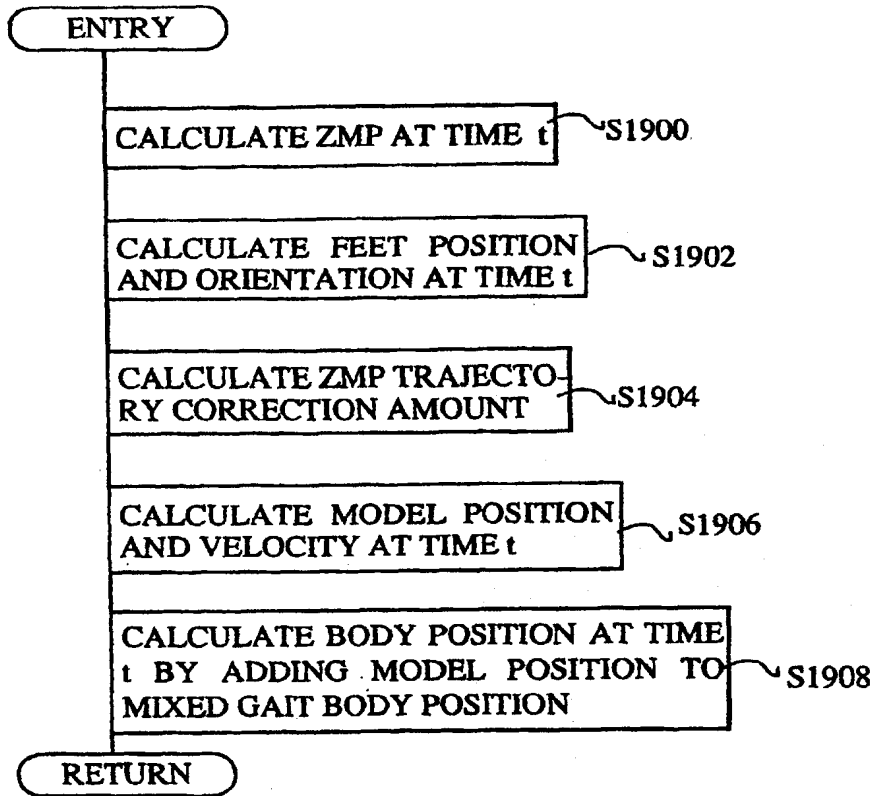 ENTRY
CALCULATE ZMP AT TIME t
S1900
CALCULATE FEET POSITION
AND ORIENTATION AT TIME t
S1902
CALCULATE ZMP TRAJECTO-
RY CORRECTION AMOUNT
S1904
CALCULATE MODEL POSITION
AND VELOCITY AT TIME t
S1906
CALCULATE BODY POSITION AT TIME
t BY ADDING MODEL POSITION TO
MIXED GAIT BODY POSITION
S1908
RETURN